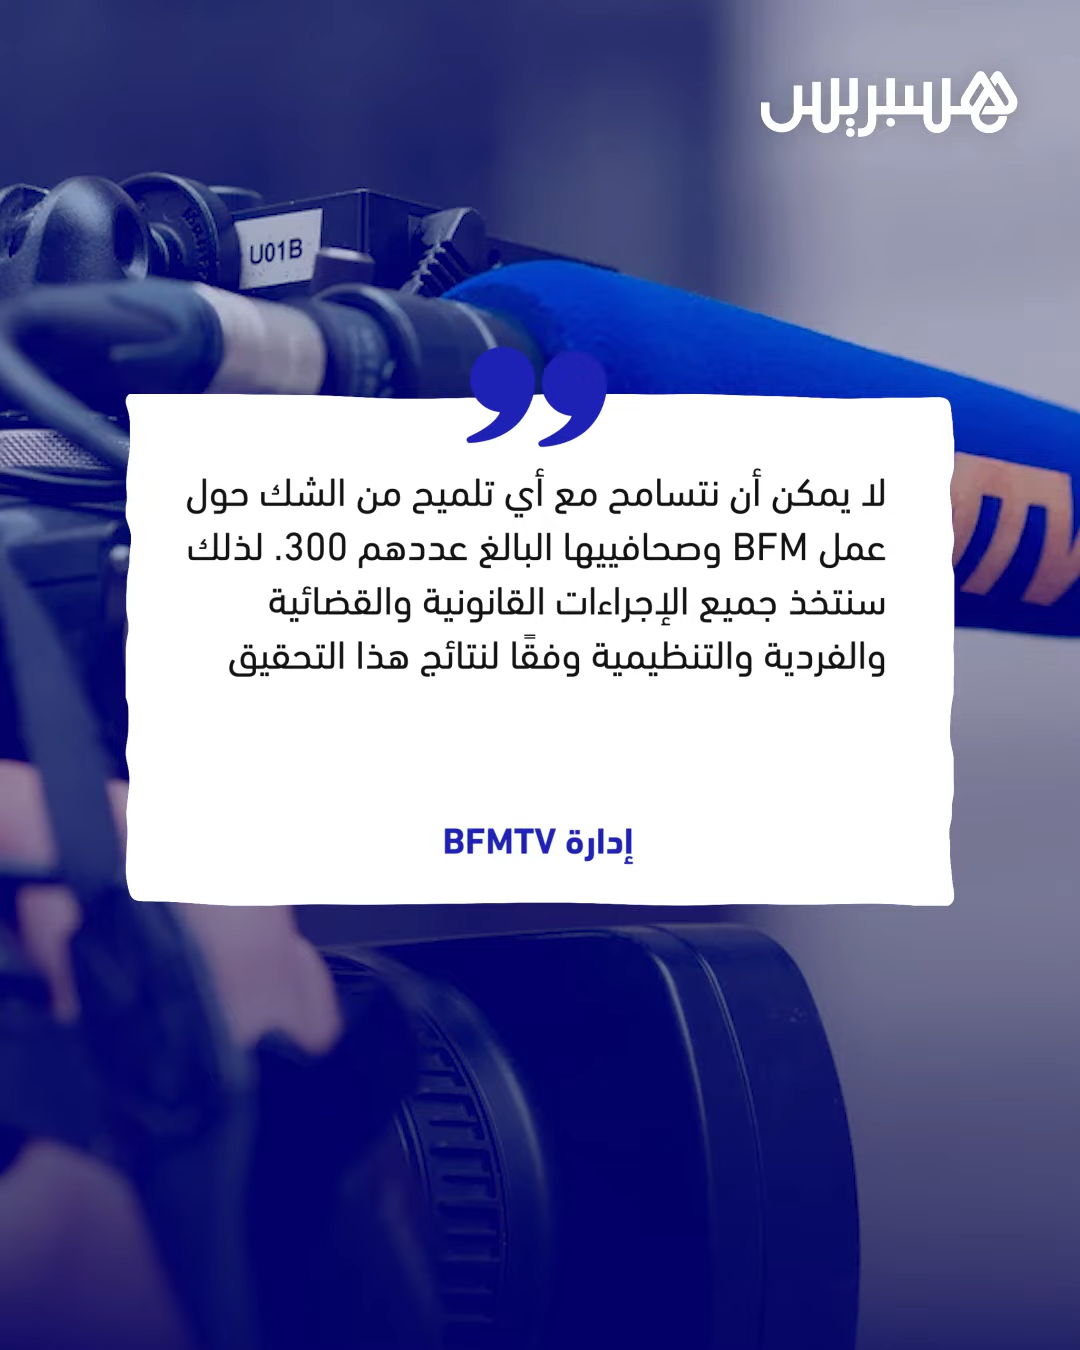 هسبريس
U01B
لا يمكن أن نتسامح مع أي تلميح من الشك حول
عمل BFM وصحافييها البالغ عددهم 300. لذلك
سنتخذ جميع الإجراءات القانونية والقضائية
والفردية والتنظيمية وفقًا لنتائج هذا التحقيق
إدارة BFMTV